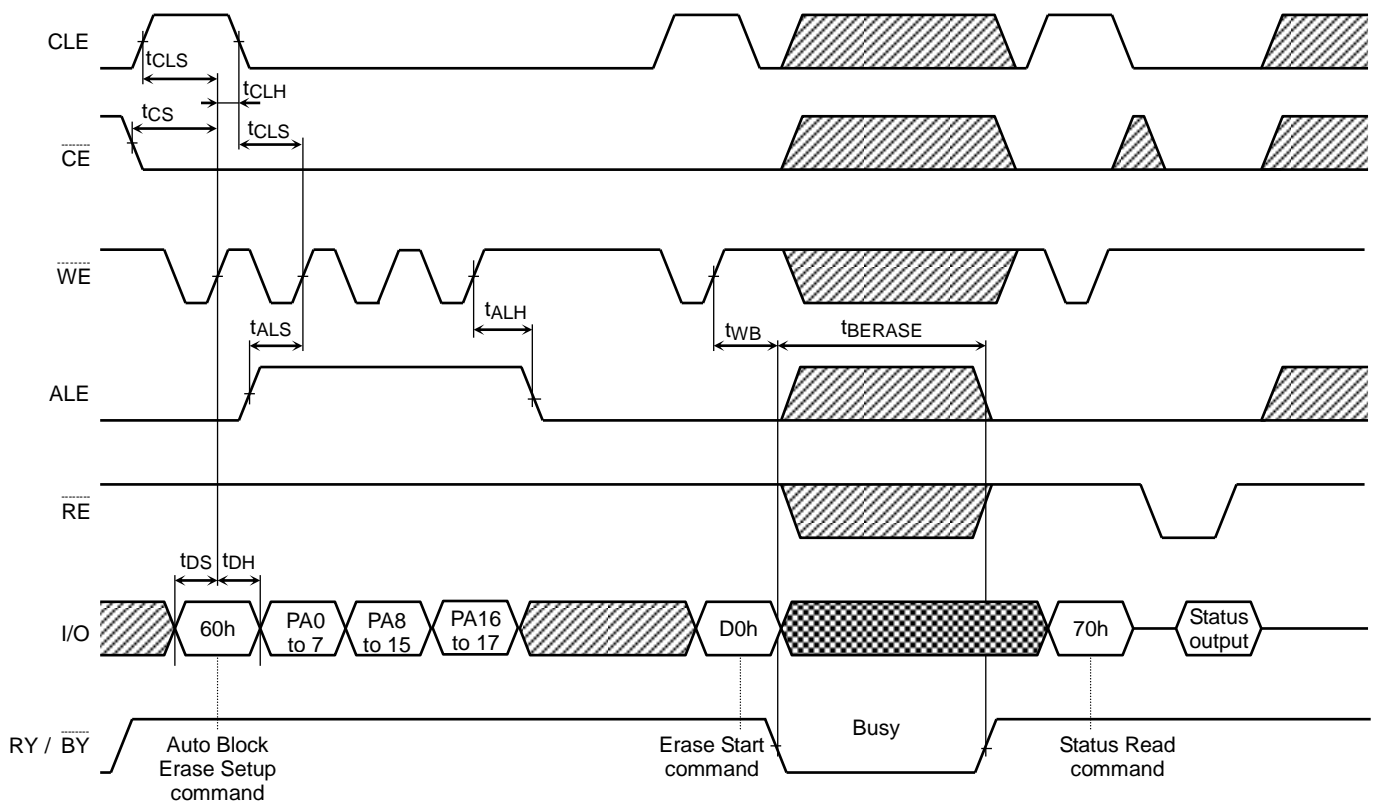 CLE
tCLS
tCLH
tCS
tCLS
CE
WE
tALS
tALH
tWB
tBERASE
ALE
RE
tDS
tDH
I/O
60h
PA0
to 7
PA8
to 15
PA16
to 17
D0h
70h
Status
output
RY / BY
Auto Block
Erase Setup
command
Erase Start
command
Busy
Status Read
command